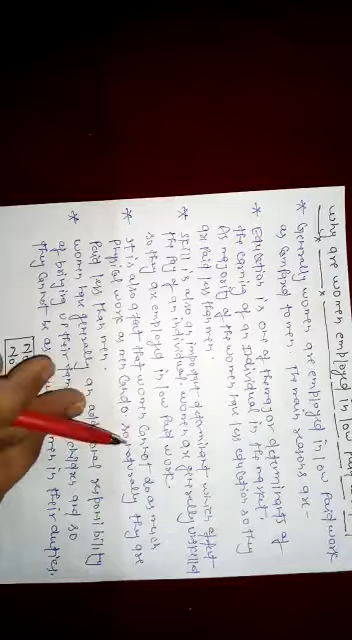 why are women employed in low paid work
* Generally women are employed in low paid work
as compared to men. The main reasons are-
* Education is one of the major determinants of
the earning of an Individual in the market.
As majority of the women have less education so they
are paid less than men.
* skill is also an important determinant which affect
the pay of an individual. women are generally unskilled
so they are employed in low paid work.
* It is also a fact that women cannot do as much
physical work as men can do. so naturally they are
paid less than men.
* women have generally an additional responsibility
of bringing up their children and so
they cannot be as men in their duties.